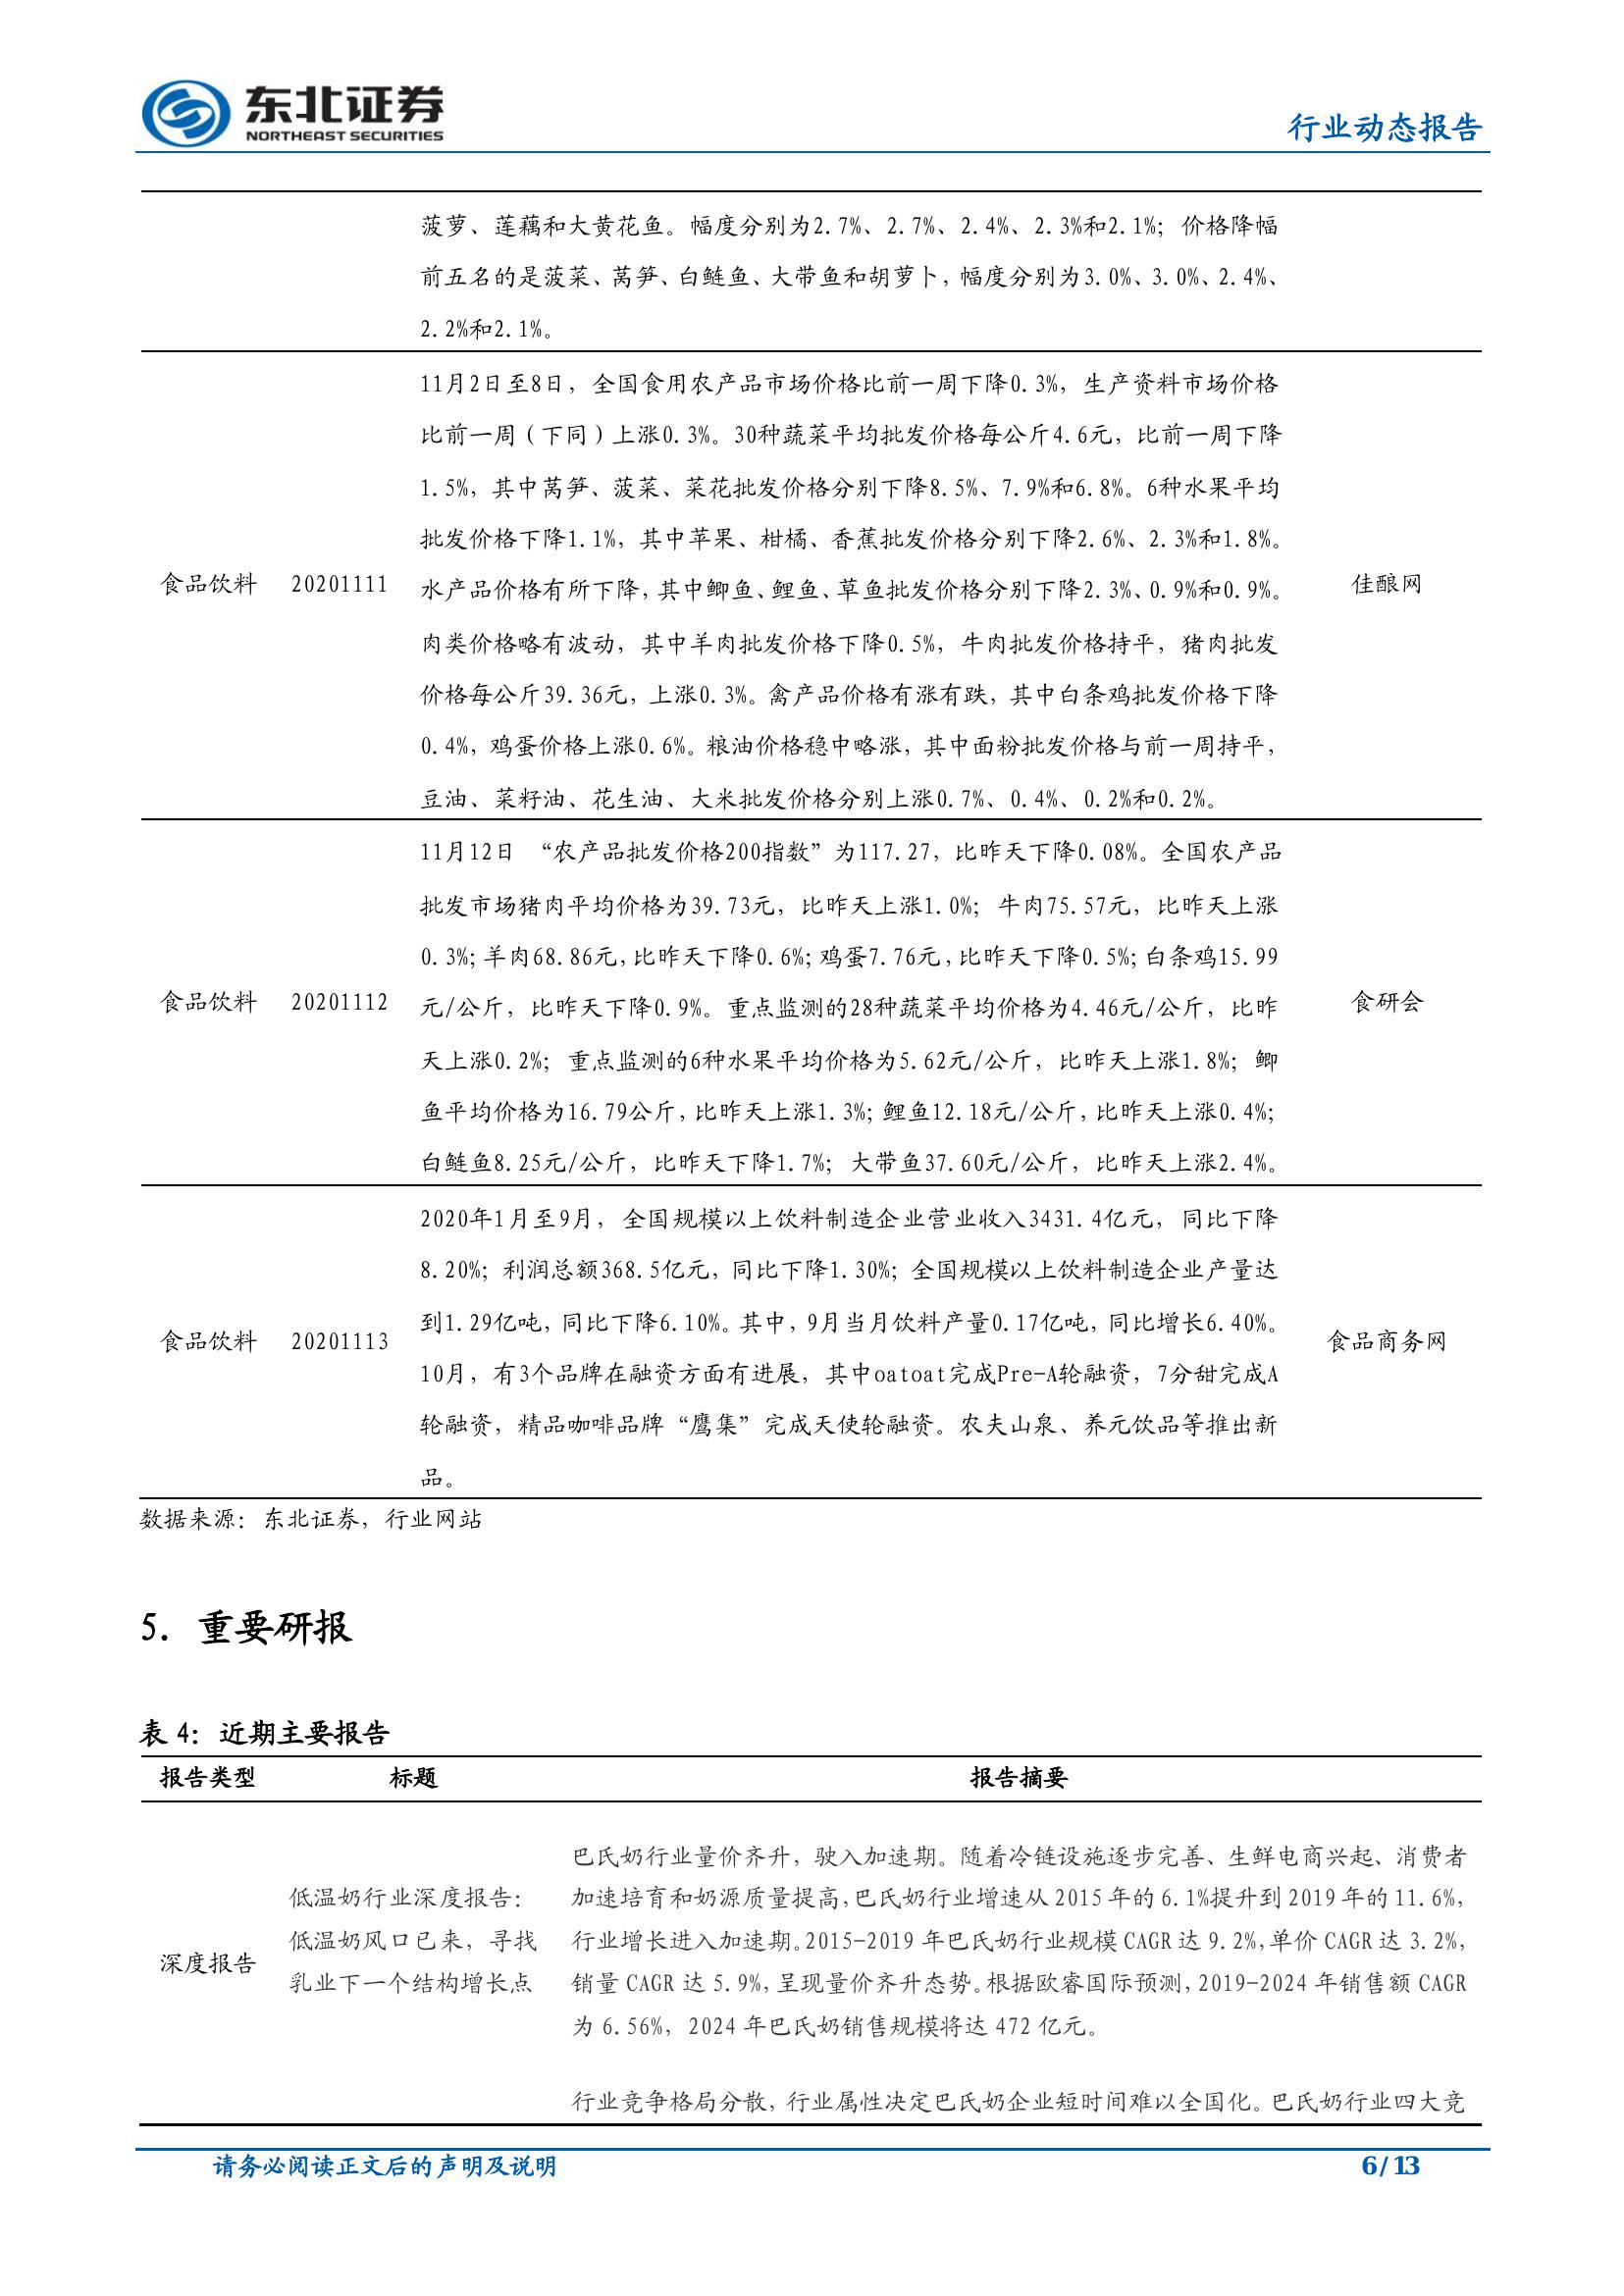 东北证券
NORTHEAST SECURITIES
行业动态报告
菠萝、莲藕和大黄花鱼。幅度分别为2.7%、2.7%、2.4%、2.3%和2.1%；价格降幅
前五名的是菠菜、莴笋、白鲢鱼、大带鱼和胡萝卜，幅度分别为3.0%、3.0%、2.4%、
2.2%和2.1%。
11月2日至8日，全国食用农产品市场价格比前一周下降0.3%，生产资料市场价格
比前一周（下同）上涨0.3%。30种蔬菜平均批发价格每公斤4.6元，比前一周下降
1.5%，其中莴笋、菠菜、菜花批发价格分别下降8.5%、7.9%和6.8%。6种水果平均
批发价格下降1.1%，其中苹果、柑橘、香蕉批发价格分别下降2.6%、2.3%和1.8%。
食品饮料 20201111 水产品价格有所下降，其中鲫鱼、鲤鱼、草鱼批发价格分别下降2.3%、0.9%和0.9%。 佳酿网
肉类价格略有波动，其中羊肉批发价格下降0.5%，牛肉批发价格持平，猪肉批发
价格每公斤39.36元，上涨0.3%。禽产品价格有涨有跌，其中白条鸡批发价格下降
0.4%，鸡蛋价格上涨0.6%。粮油价格稳中略涨，其中面粉批发价格与前一周持平，
豆油、菜籽油、花生油、大米批发价格分别上涨0.7%、0.4%、0.2%和0.2%。
11月12日 “农产品批发价格200指数”为117.27，比昨天下降0.08%。全国农产品
批发市场猪肉平均价格为39.73元，比昨天上涨1.0%；牛肉75.57元，比昨天上涨
0.3%；羊肉68.86元，比昨天下降0.6%；鸡蛋7.76元，比昨天下降0.5%；白条鸡15.99
食品饮料 20201112 元/公斤，比昨天下降0.9%。重点监测的28种蔬菜平均价格为4.46元/公斤，比昨 食研会
天上涨0.2%；重点监测的6种水果平均价格为5.62元/公斤，比昨天上涨1.8%；鲫
鱼平均价格为16.79公斤，比昨天上涨1.3%；鲤鱼12.18元/公斤，比昨天上涨0.4%；
白鲢鱼8.25元/公斤，比昨天下降1.7%；大带鱼37.60元/公斤，比昨天上涨2.4%。
2020年1月至9月，全国规模以上饮料制造企业营业收入3431.4亿元，同比下降
8.20%；利润总额368.5亿元，同比下降1.30%；全国规模以上饮料制造企业产量达
到1.29亿吨，同比下降6.10%。其中，9月当月饮料产量0.17亿吨，同比增长6.40%。
食品饮料 20201113 食品商务网
10月，有3个品牌在融资方面有进展，其中oatoat完成Pre-A轮融资，7分甜完成A
轮融资，精品咖啡品牌“鹰集”完成天使轮融资。农夫山泉、养元饮品等推出新
品。
数据来源：东北证券，行业网站
5. 重要研报
表 4：近期主要报告
报告类型 标题 报告摘要
巴氏奶行业量价齐升，驶入加速期。随着冷链设施逐步完善、生鲜电商兴起、消费者
低温奶行业深度报告： 加速培育和奶源质量提高，巴氏奶行业增速从 2015 年的 6.1%提升到 2019 年的 11.6%，
低温奶风口已来，寻找 行业增长进入加速期。2015-2019 年巴氏奶行业规模 CAGR 达 9.2%，单价 CAGR 达 3.2%，
深度报告
乳业下一个结构增长点 销量 CAGR 达 5.9%，呈现量价齐升态势。根据欧睿国际预测，2019-2024 年销售额 CAGR
为 6.56%，2024 年巴氏奶销售规模将达 472 亿元。
行业竞争格局分散，行业属性决定巴氏奶企业短时间难以全国化。巴氏奶行业四大竞
请务必阅读正文后的声明及说明 6 / 13